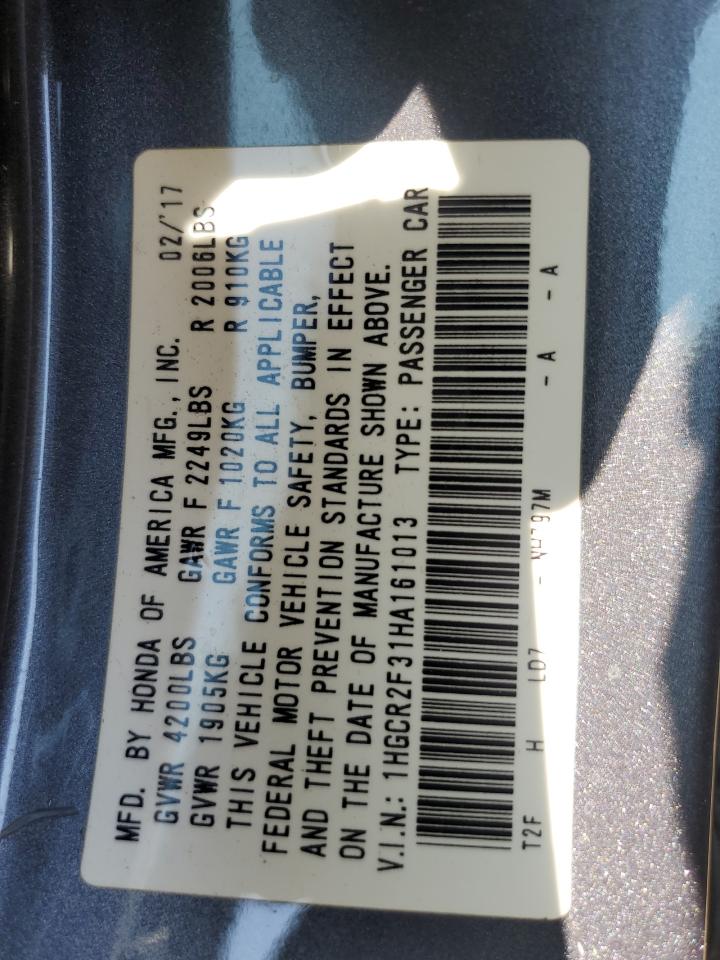 MFD. BY HONDA OF AMERICA MFG., INC. 02/'17
GVWR 4200LBS GAWR F 2249LBS R 2006LBS
GVWR 1905KG GAWR F 1020KG R 910KG
THIS VEHICLE CONFORMS TO ALL APPLICABLE
FEDERAL MOTOR VEHICLE SAFETY, BUMPER,
AND THEFT PREVENTION STANDARDS IN EFFECT
ON THE DATE OF MANUFACTURE SHOWN ABOVE.
V.I.N.: 1HGCR2F31HA161013 TYPE: PASSENGER CAR
T2F H LD7 - NH797M - A - A